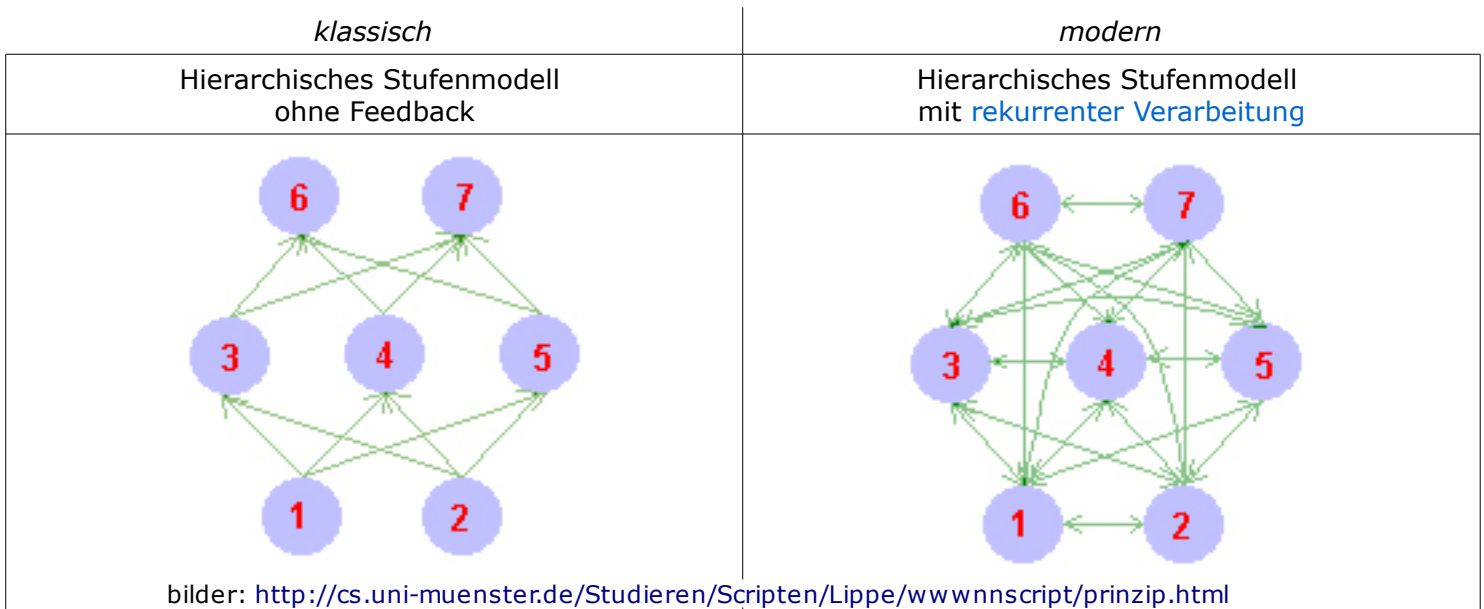 klassisch
modern
Hierarchisches Stufenmodell
ohne Feedback
Hierarchisches Stufenmodell
mit rekurrenter Verarbeitung
6 7
3 4 5
1 2
6 7
3 4 5
1 2
bilder: http://cs.uni-muenster.de/Studieren/Scripten/Lippe/wwwnnscript/prinzip.html